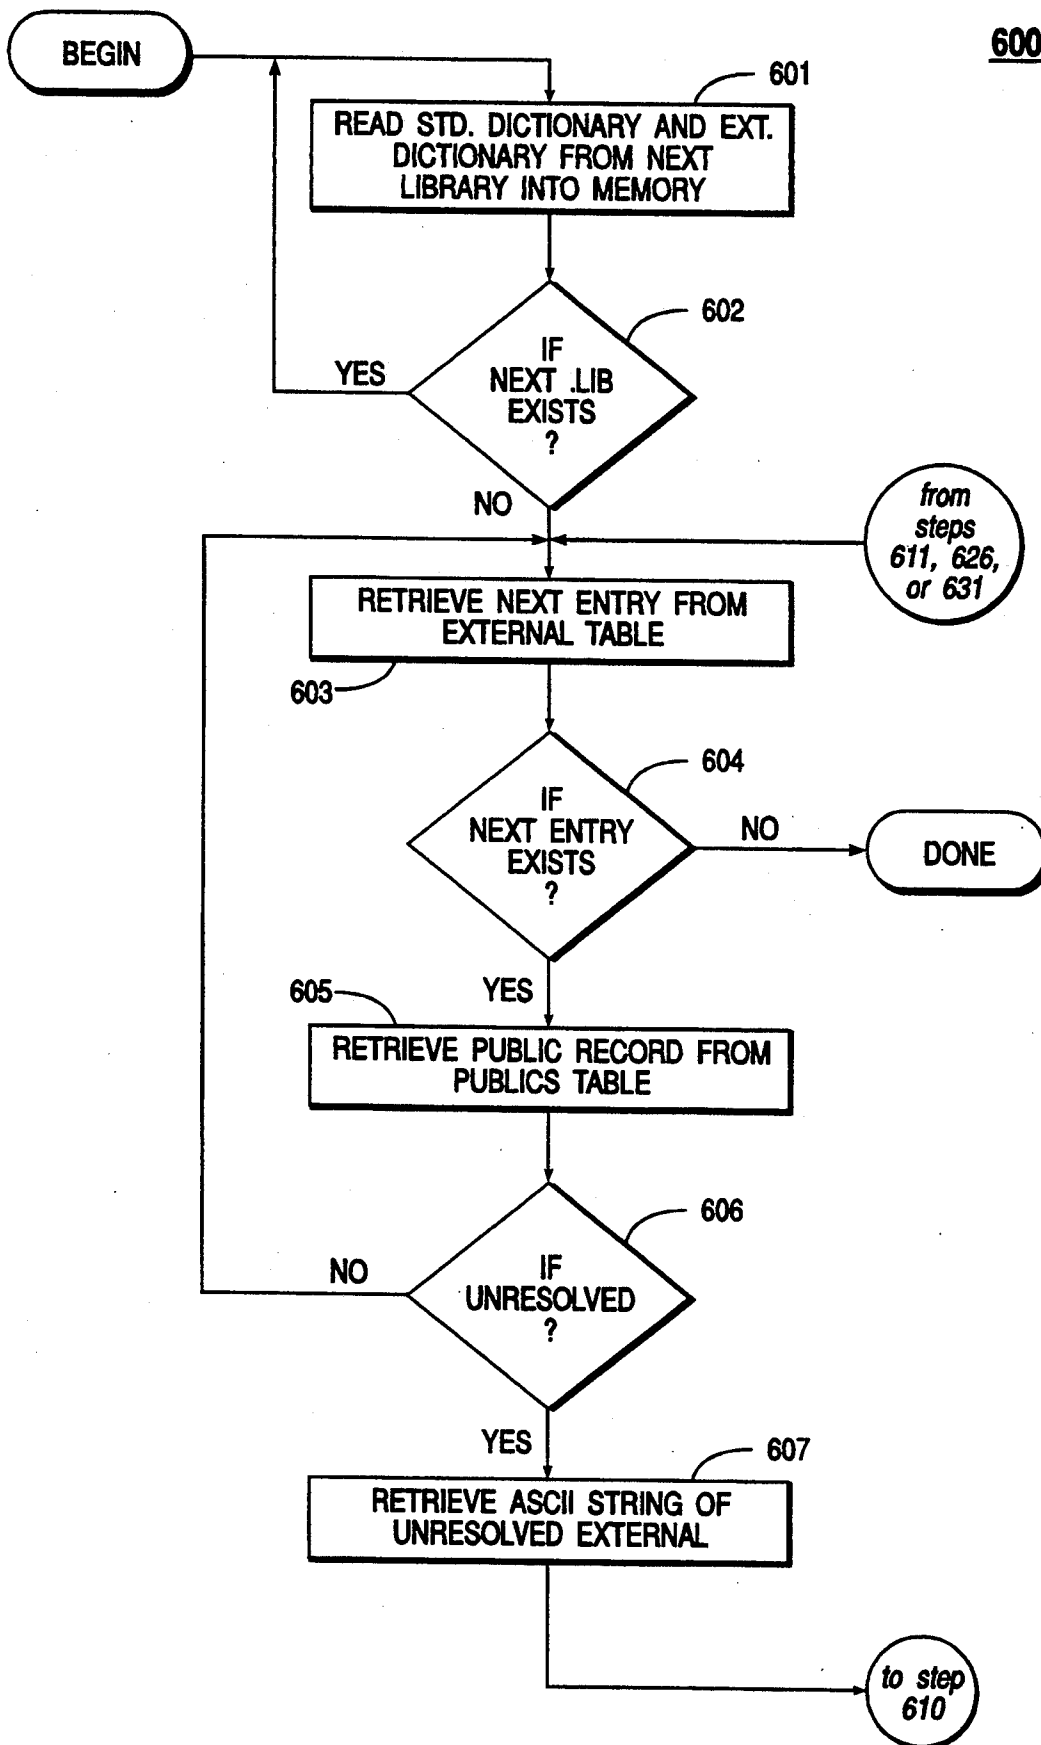 BEGIN
600
601
READ STD. DICTIONARY AND EXT.
DICTIONARY FROM NEXT
LIBRARY INTO MEMORY
602
IF
NEXT .LIB
EXISTS
?
YES
NO
from
steps
611, 626,
or 631
RETRIEVE NEXT ENTRY FROM
EXTERNAL TABLE
603
604
IF
NEXT ENTRY
EXISTS
?
NO
DONE
YES
605
RETRIEVE PUBLIC RECORD FROM
PUBLICS TABLE
606
IF
UNRESOLVED
?
NO
YES
607
RETRIEVE ASCII STRING OF
UNRESOLVED EXTERNAL
to step
610